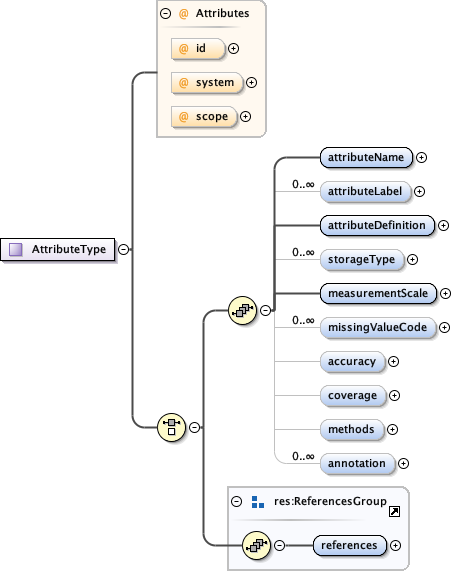 @ Attributes
@ id
@ system
@ scope
attributeName
0..∞
attributeLabel
AttributeType
attributeDefinition
0..∞
storageType
measurementScale
0..∞
missingValueCode
accuracy
coverage
methods
0..∞
annotation
res:ReferencesGroup
references